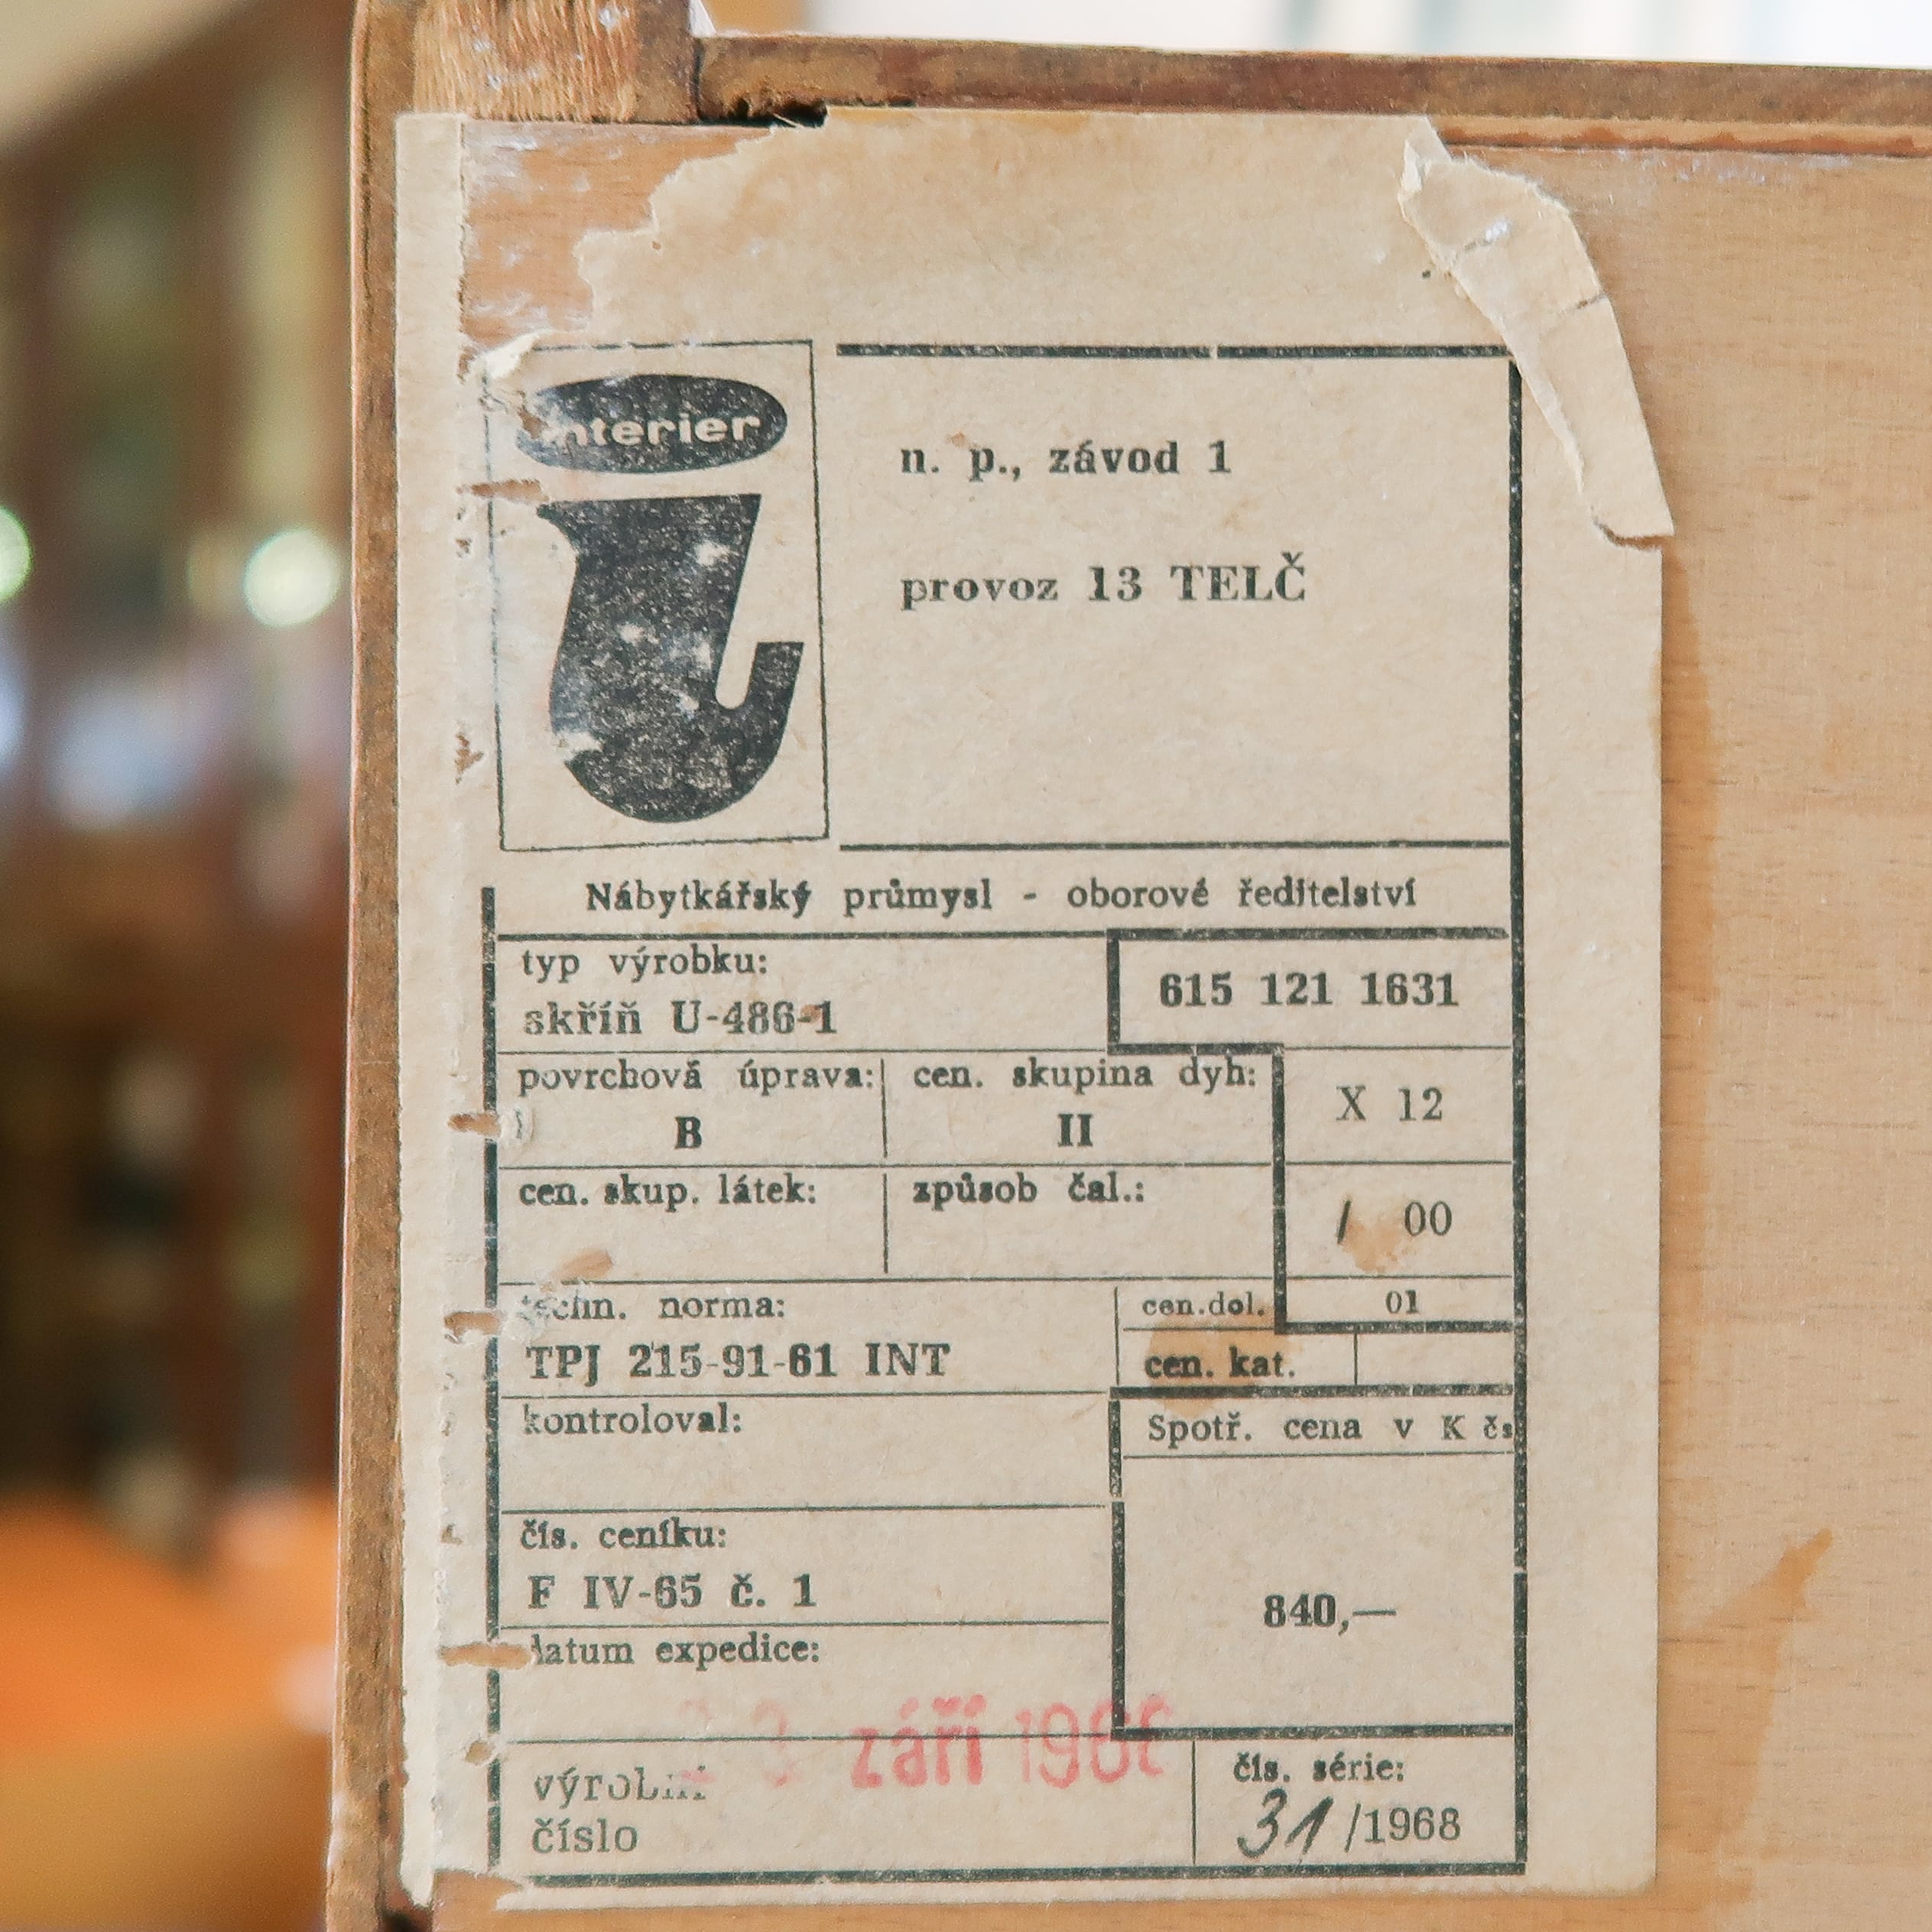 interier
n. p., závod 1
provoz 13 TELČ
Nábytkářský průmysl - oborové ředitelství
typ výrobku:
skříň U-486-1
615 121 1631
povrchová úprava:
B
cen. skupina dyh:
II
X 12
cen. skup. látek:
způsob čal.:
/ 00
techn. norma:
TPJ 215-91-61 INT
cen.dol.
01
cen. kat.
kontroloval:
Spotř. cena v K čs
čís. ceníku:
F IV-65 č. 1
840,—
datum expedice:
září
výrobní
číslo
čís. série:
31/1968